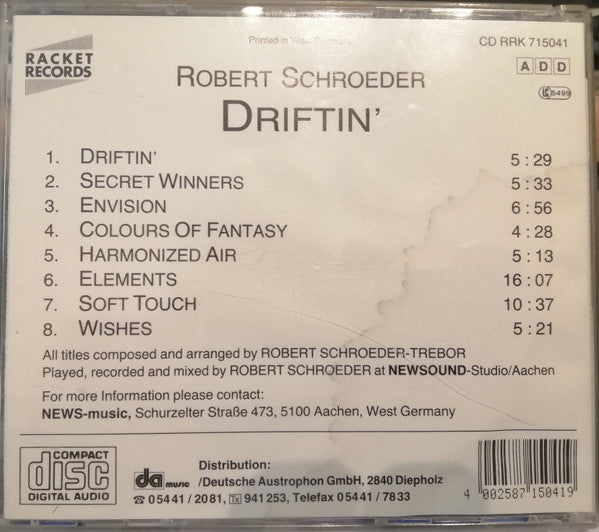 RACKET
RECORDS
Printed in West Germany
CD RRK 715041
ADD
LC 5499
ROBERT SCHROEDER
DRIFTIN'
1. DRIFTIN' 5 : 29
2. SECRET WINNERS 5 : 33
3. ENVISION 6 : 56
4. COLOURS OF FANTASY 4 : 28
5. HARMONIZED AIR 5 : 13
6. ELEMENTS 16 : 07
7. SOFT TOUCH 10 : 37
8. WISHES 5 : 21
All titles composed and arranged by ROBERT SCHROEDER-TREBOR
Played, recorded and mixed by ROBERT SCHROEDER at NEWSOUND-Studio/Aachen
For more Information please contact:
NEWS-music, Schurzelter Straße 473, 5100 Aachen, West Germany
COMPACT
disc
DIGITAL AUDIO
da music
Distribution:
/Deutsche Austrophon GmbH, 2840 Diepholz
☎ 05441 / 2081, Tx 941 253, Telefax 05441 / 7833
4 002587 150419